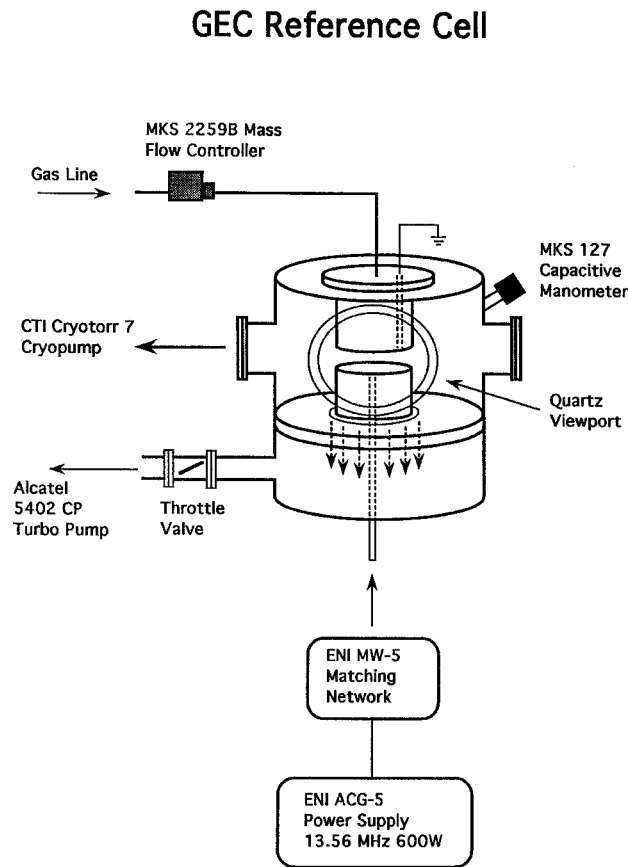 GEC Reference Cell
MKS 2259B Mass
Flow Controller
Gas Line
MKS 127
Capacitive
Manometer
CTI Cryotorr 7
Cryopump
Quartz
Viewport
Alcatel
5402 CP
Turbo Pump
Throttle
Valve
ENI MW-5
Matching
Network
ENI ACG-5
Power Supply
13.56 MHz 600W